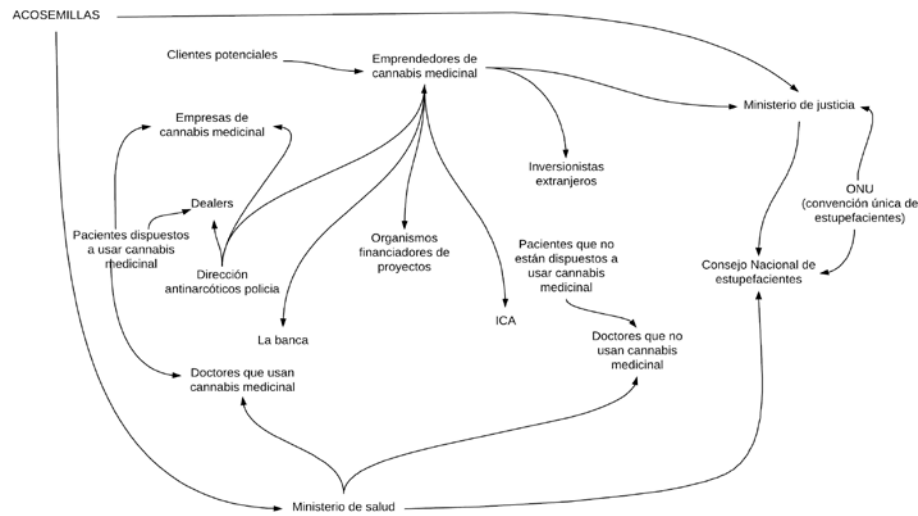 ACOSEMILLAS
Clientes potenciales
Emprendedores de
cannabis medicinal
Ministerio de justicia
Empresas de
cannabis medicinal
Inversionistas
extranjeros
ONU
(convención única de
estupefacientes)
Dealers
Pacientes dispuestos
a usar cannabis
medicinal
Organismos
financiadores de
proyectos
Pacientes que no
están dispuestos a
usar cannabis
medicinal
Dirección
antinarcóticos policia
Consejo Nacional de
estupefacientes
ICA
La banca
Doctores que no
usan cannabis
medicinal
Doctores que usan
cannabis medicinal
Ministerio de salud